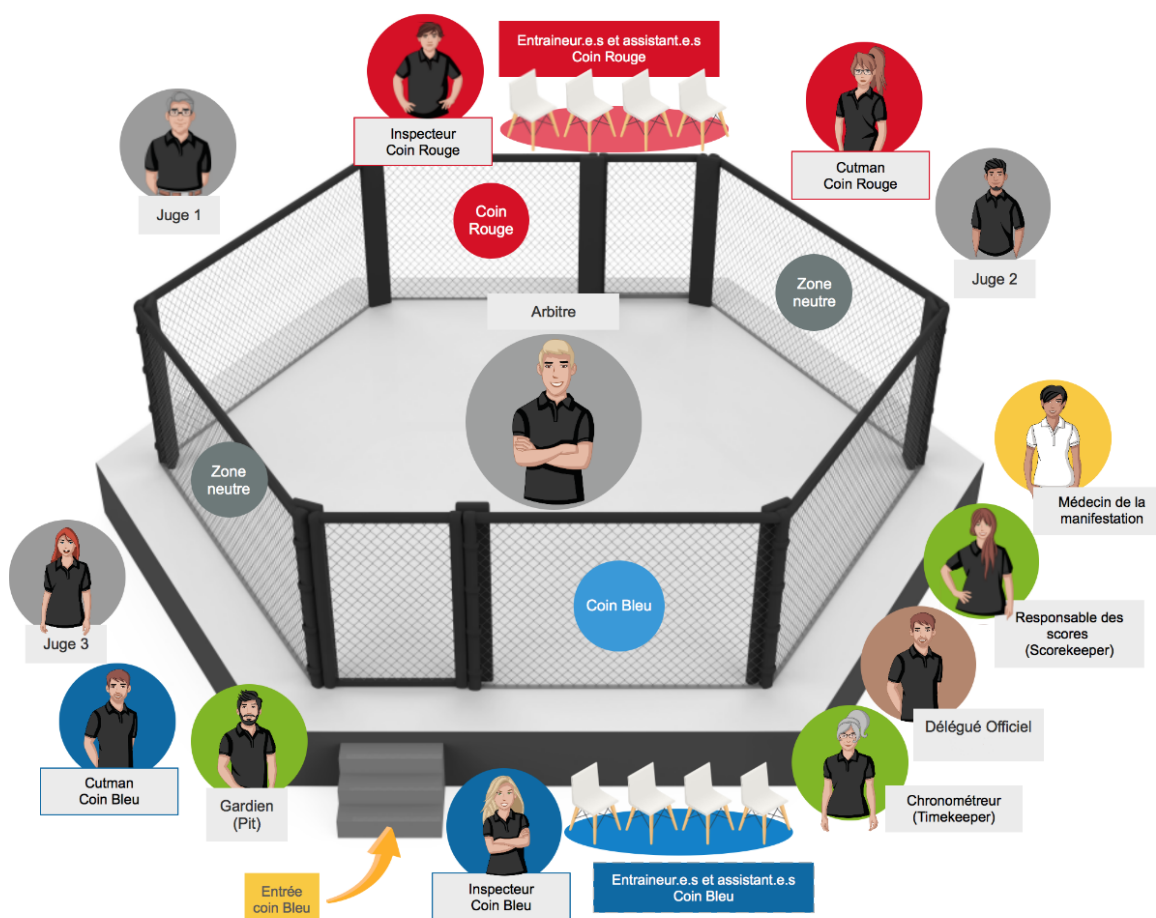 Entraineur.e.s et assistant.e.s
Coin Rouge
Inspecteur
Coin Rouge
Cutman
Coin Rouge
Juge 1
Juge 2
Coin
Rouge
Zone
neutre
Arbitre
Zone
neutre
Médecin de la
manifestation
Coin Bleu
Responsable des
scores
(Scorekeeper)
Juge 3
Délégué Officiel
Cutman
Coin Bleu
Gardien
(Pit)
Chronométreur
(Timekeeper)
Entrée
coin Bleu
Inspecteur
Coin Bleu
Entraineur.e.s et assistant.e.s
Coin Bleu